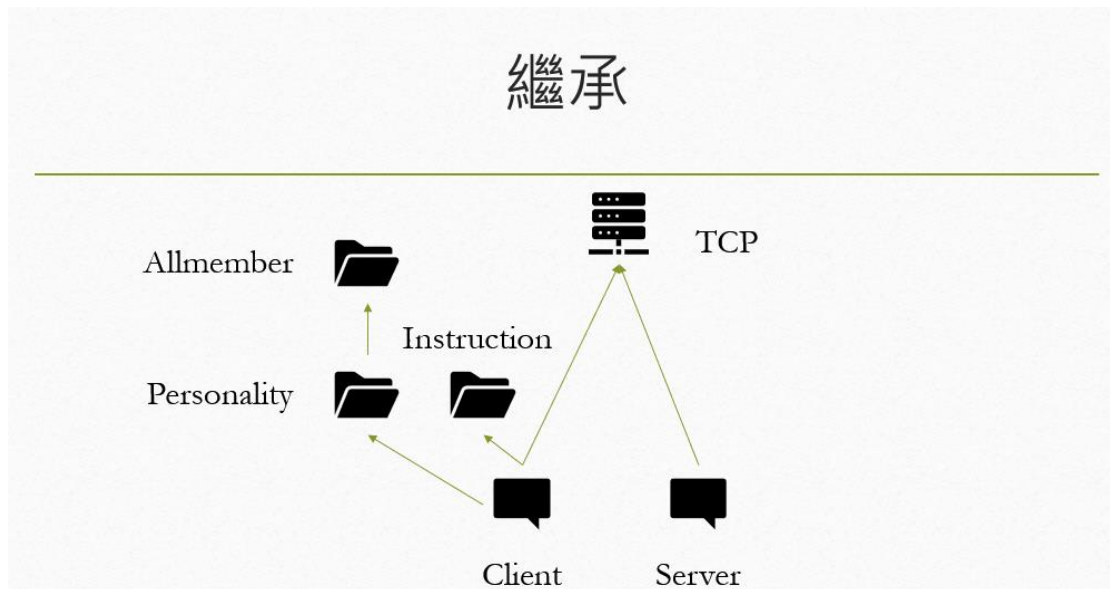 繼承
TCP
Allmember
Instruction
Personality
Client
Server